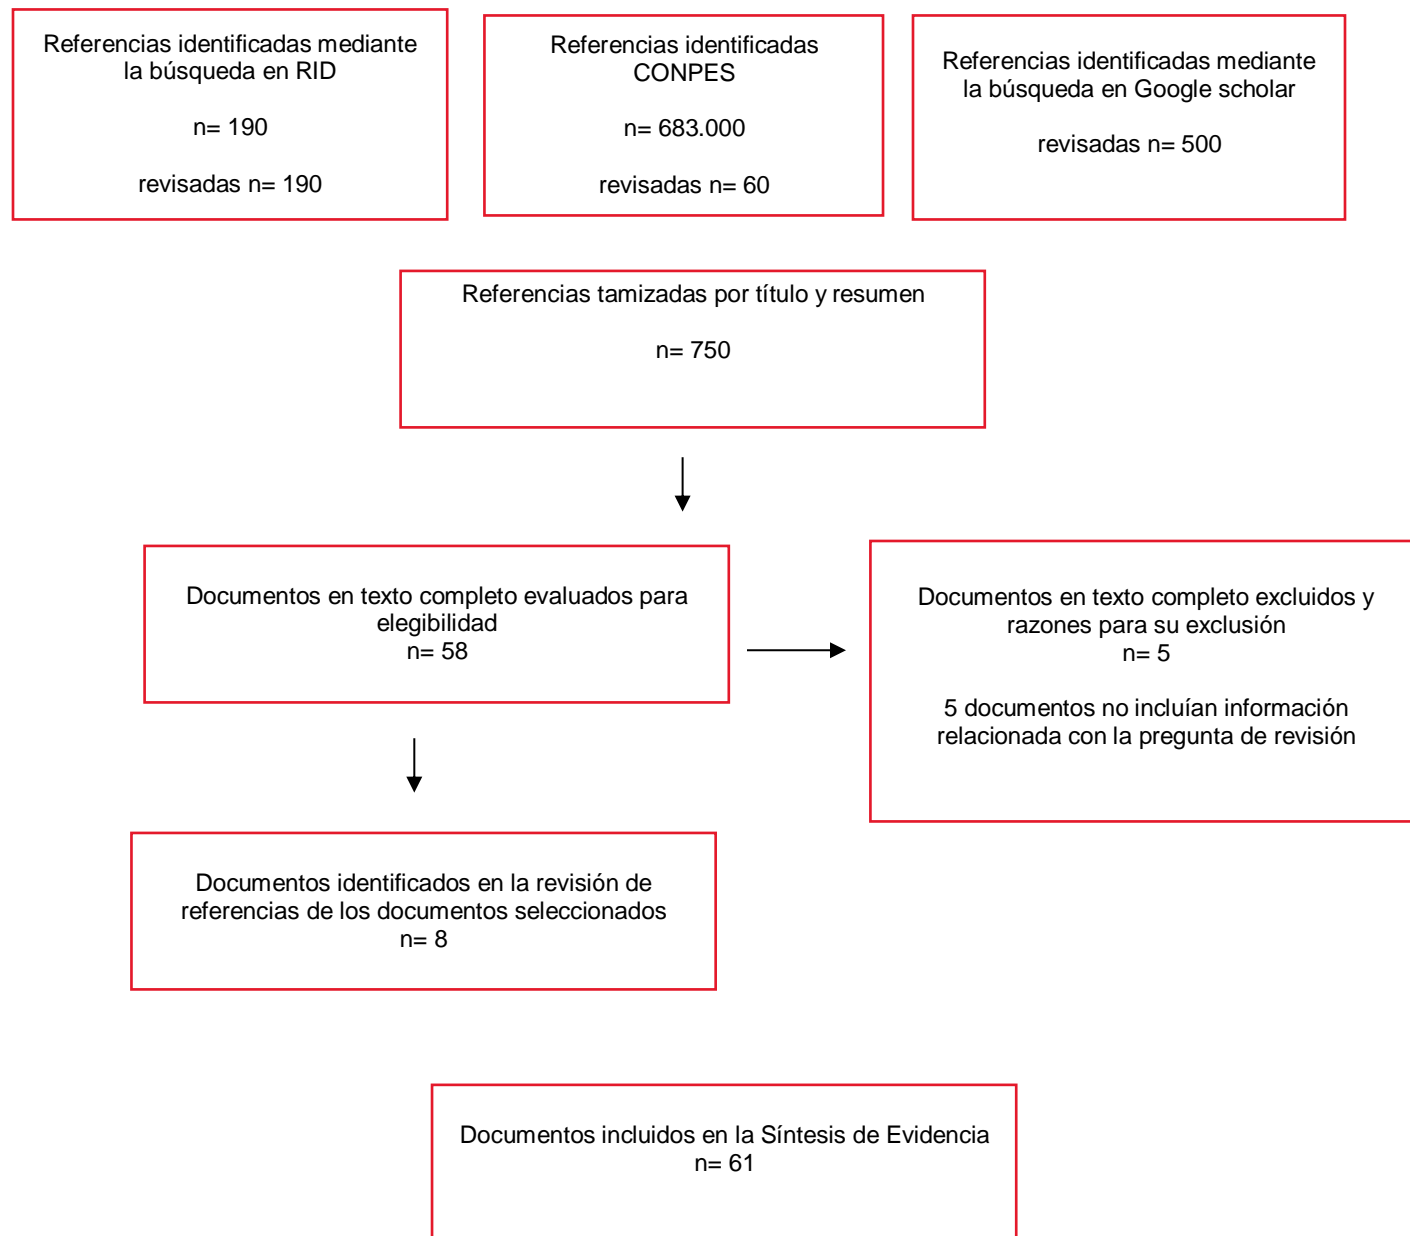 Referencias identificadas mediante
la búsqueda en RID
n= 190
revisadas n= 190
Referencias identificadas
CONPES
n= 683.000
revisadas n= 60
Referencias identificadas mediante
la búsqueda en Google scholar
revisadas n= 500
Referencias tamizadas por título y resumen
n= 750
Documentos en texto completo evaluados para
elegibilidad
n= 58
Documentos en texto completo excluidos y
razones para su exclusión
n= 5
5 documentos no incluían información
relacionada con la pregunta de revisión
Documentos identificados en la revisión de
referencias de los documentos seleccionados
n= 8
Documentos incluidos en la Síntesis de Evidencia
n= 61